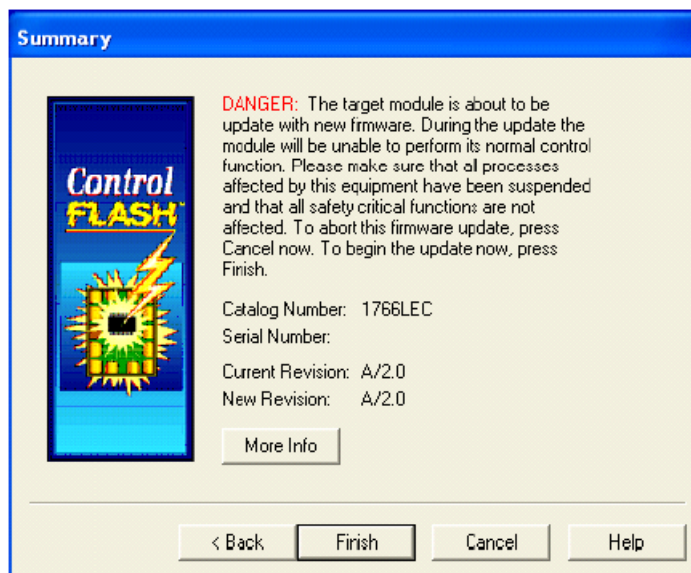 Summary
Control
FLASH
DANGER: The target module is about to be
update with new firmware. During the update the
module will be unable to perform its normal control
function. Please make sure that all processes
affected by this equipment have been suspended
and that all safety critical functions are not
affected. To abort this firmware update, press
Cancel now. To begin the update now, press
Finish.
Catalog Number: 1766LEC
Serial Number:
Current Revision: A/2.0
New Revision: A/2.0
More Info
< Back Finish Cancel Help